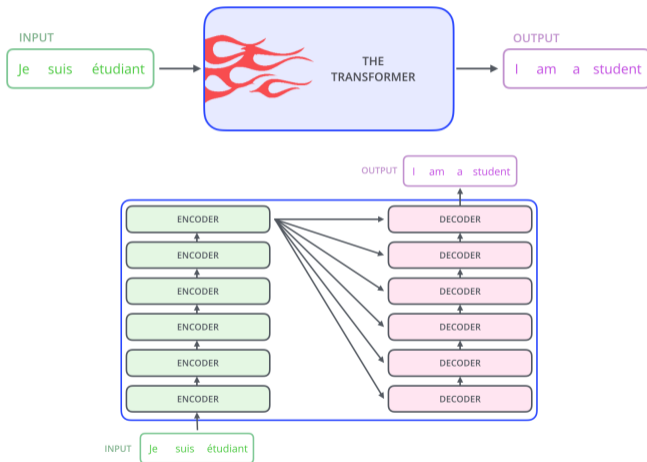 INPUT
Je suis étudiant
THE
TRANSFORMER
OUTPUT
I am a student
OUTPUT
I am a student
ENCODER
DECODER
ENCODER
DECODER
ENCODER
DECODER
ENCODER
DECODER
ENCODER
DECODER
ENCODER
DECODER
INPUT
Je suis étudiant